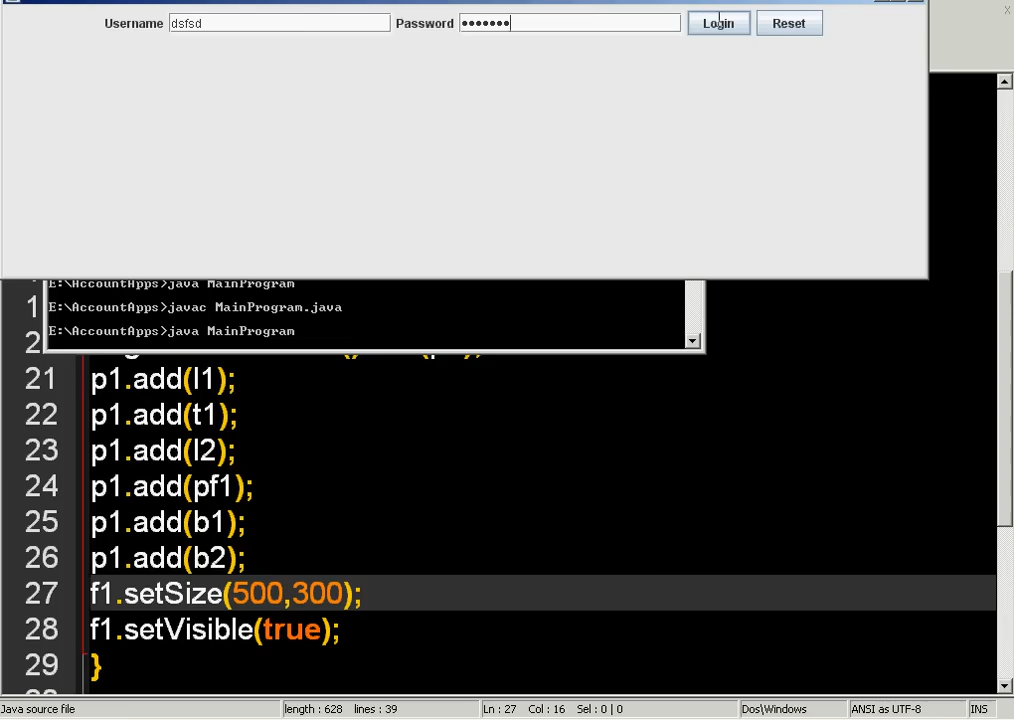 Username dsfsd Password ••••••• Login Reset
X
E:\AccountApps>java MainProgram
E:\AccountApps>javac MainProgram.java
E:\AccountApps>java MainProgram
21 p1.add(l1);
22 p1.add(t1);
23 p1.add(l2);
24 p1.add(pf1);
25 p1.add(b1);
26 p1.add(b2);
27 f1.setSize(500,300);
28 f1.setVisible(true);
29 }
Java source file length : 628 lines : 39 Ln : 27 Col : 16 Sel : 0 | 0 Dos\Windows ANSI as UTF-8 INS